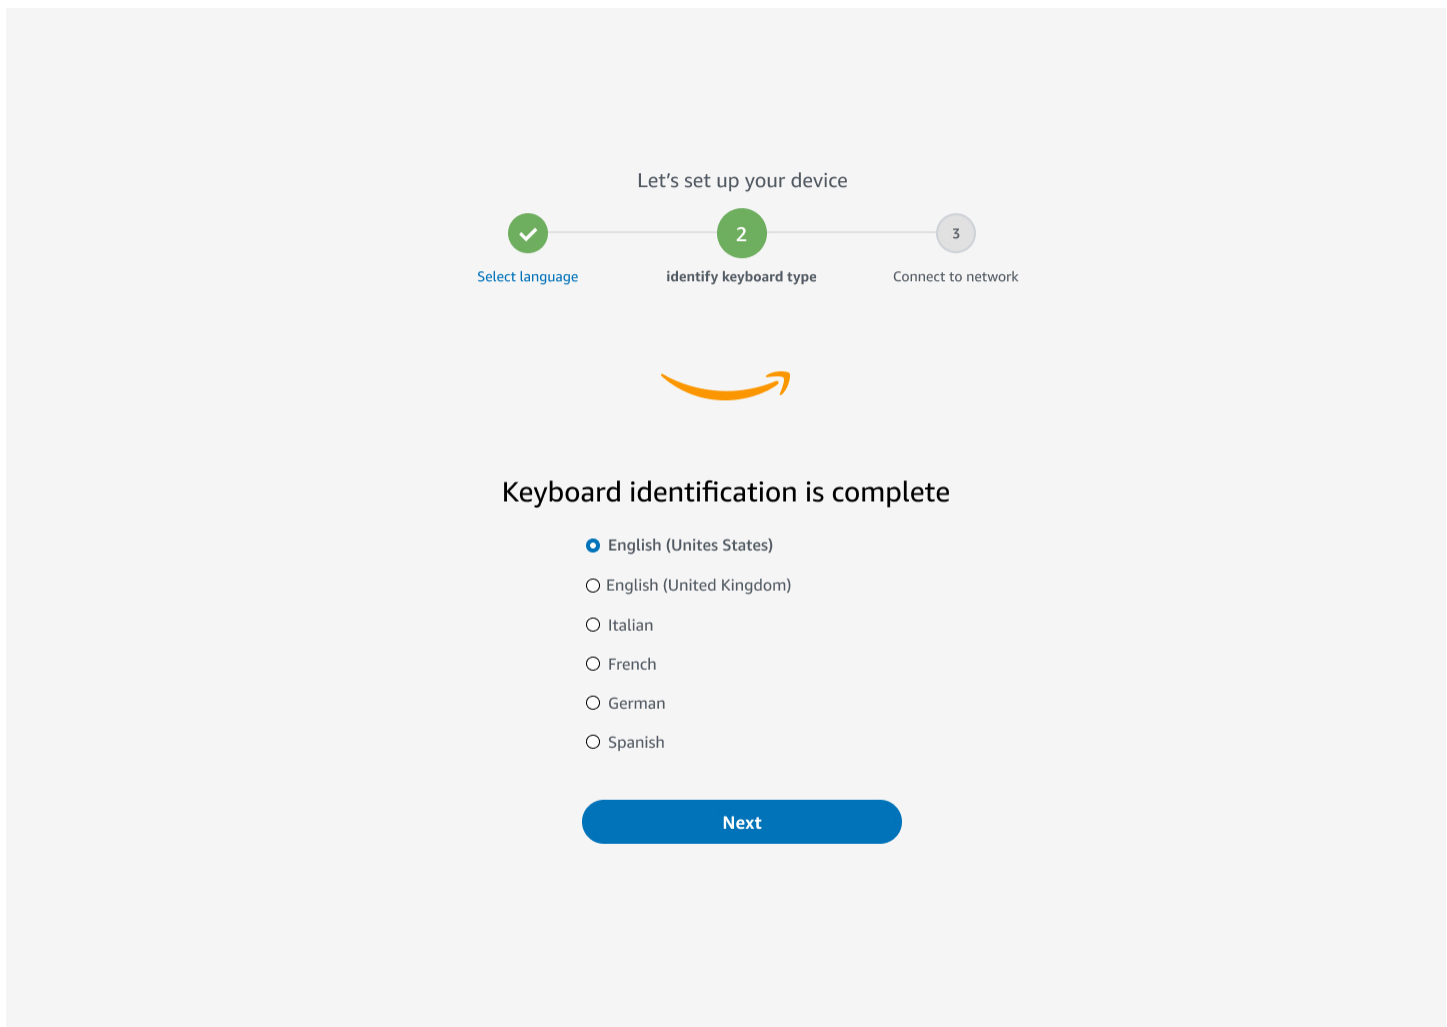 Let's set up your device
2
3
Select language
identify keyboard type
Connect to network
Keyboard identification is complete
English (Unites States)
English (United Kingdom)
Italian
French
German
Spanish
Next